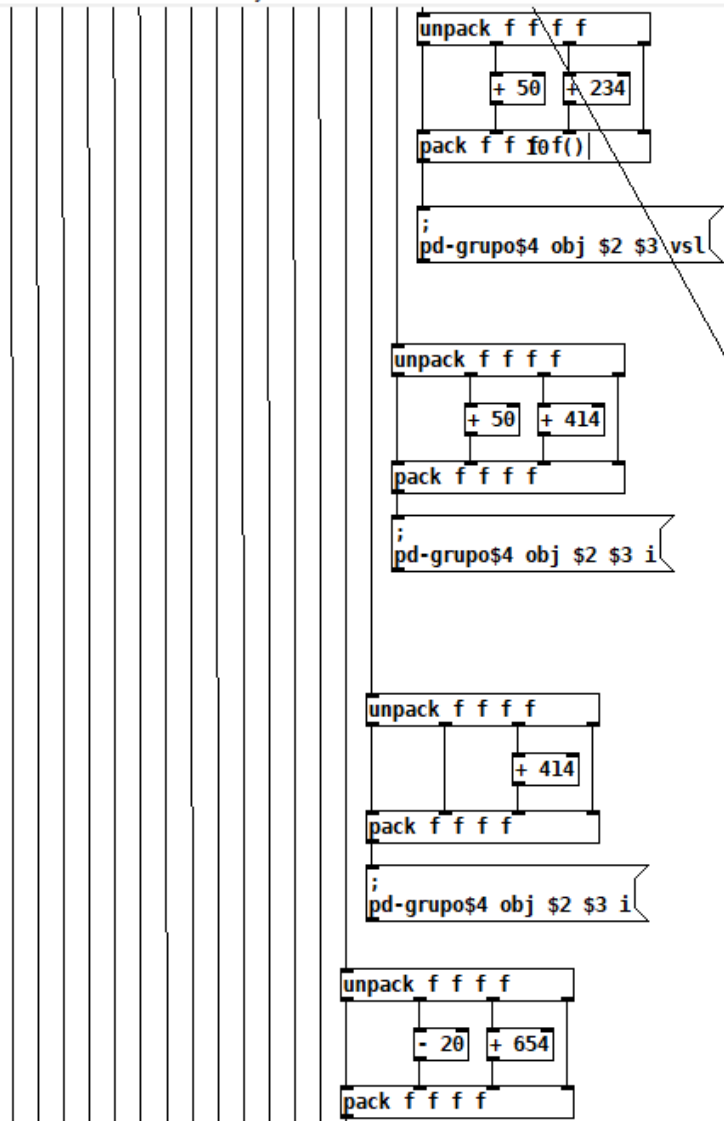 unpack f f f f
+ 50 + 234
pack f f f f
10 ()
;
pd-grupo$4 obj $2 $3 vsl
unpack f f f f
+ 50 + 414
pack f f f f
;
pd-grupo$4 obj $2 $3 i
unpack f f f f
+ 414
pack f f f f
;
pd-grupo$4 obj $2 $3 i
unpack f f f f
- 20 + 654
pack f f f f